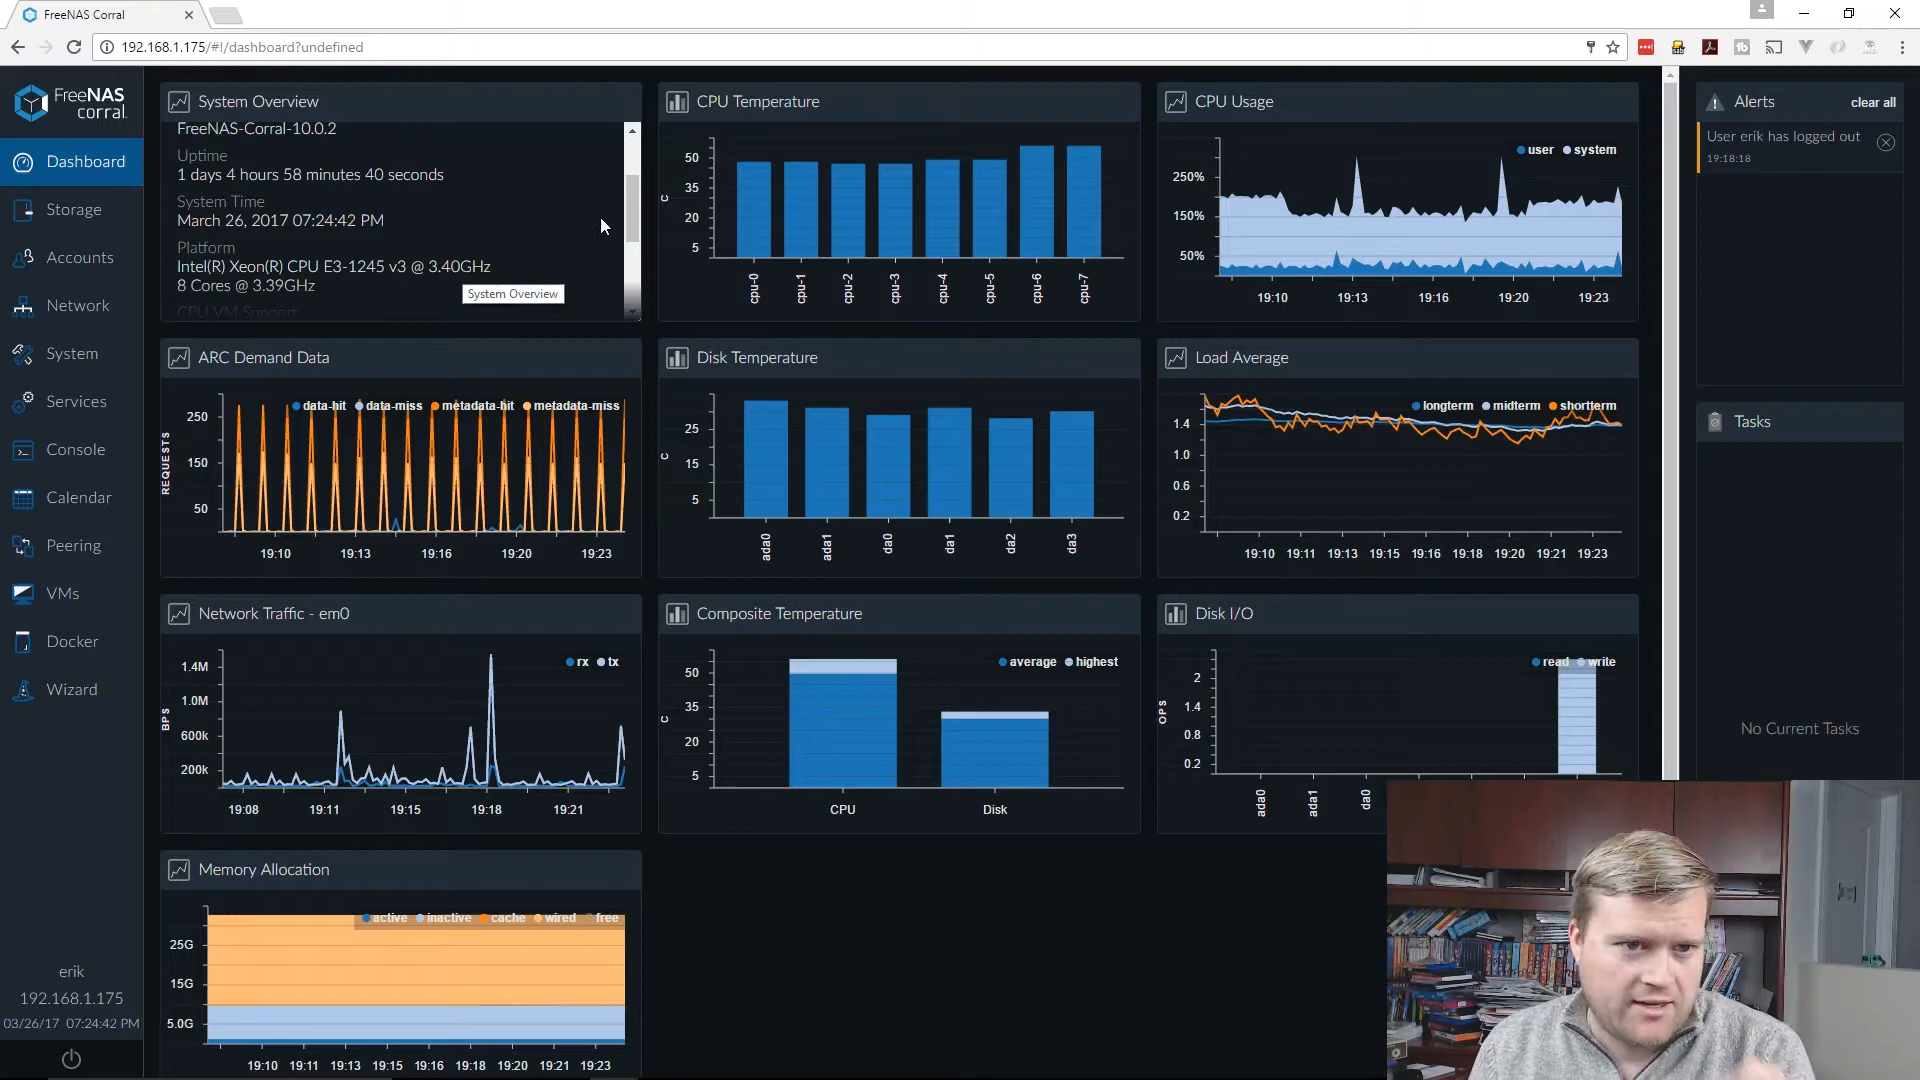 FreeNAS Corral
192.168.1.175/#!/dashboard?undefined
FreeNAS
corral.
Dashboard
Storage
Accounts
Network
System
Services
Console
Calendar
Peering
VMs
Docker
Wizard
erik
192.168.1.175
03/26/17 07:24:42 PM
System Overview
FreeNAS-Corral-10.0.2
Uptime
1 days 4 hours 58 minutes 40 seconds
System Time
March 26, 2017 07:24:42 PM
Platform
Intel(R) Xeon(R) CPU E3-1245 v3 @ 3.40GHz
8 Cores @ 3.39GHz
CPU VM Support
System Overview
CPU Temperature
50
35
20
5
C
cpu-0
cpu-1
cpu-2
cpu-3
cpu-4
cpu-5
cpu-6
cpu-7
CPU Usage
user system
250%
150%
50%
19:10 19:13 19:16 19:20 19:23
Alerts clear all
User erik has logged out
19:18:18
ARC Demand Data
data-hit data-miss metadata-hit metadata-miss
250
150
50
REQUESTS
19:10 19:13 19:16 19:20 19:23
Disk Temperature
25
15
5
C
ada0
ada1
da0
da1
da2
da3
Load Average
longterm midterm shortterm
1.4
1.0
0.6
0.2
19:10 19:11 19:13 19:15 19:16 19:18 19:20 19:21 19:23
Tasks
No Current Tasks
Network Traffic - em0
rx tx
1.4M
1.0M
600k
200k
BPS
19:08 19:11 19:15 19:18 19:21
Composite Temperature
average highest
50
35
20
5
C
CPU Disk
Disk I/O
read write
2
1.4
0.8
0.2
OPS
ada0
ada1
da0
Memory Allocation
active inactive cache wired free
25G
15G
5.0G
19:10 19:11 19:13 19:15 19:16 19:18 19:20 19:21 19:23